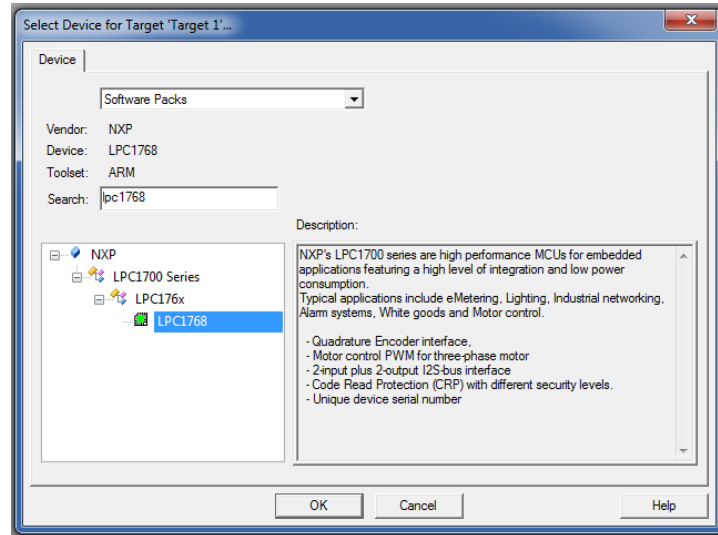 Select Device for Target 'Target 1'...
Device
Software Packs
Vendor: NXP
Device: LPC1768
Toolset: ARM
Search: lpc1768
Description:
NXP
LPC1700 Series
LPC176x
LPC1768
NXP's LPC1700 series are high performance MCUs for embedded
applications featuring a high level of integration and low power
consumption.
Typical applications include eMetering, Lighting, Industrial networking,
Alarm systems, White goods and Motor control.
- Quadrature Encoder interface,
- Motor control PWM for three-phase motor
- 2-input plus 2-output I2S-bus interface
- Code Read Protection (CRP) with different security levels.
- Unique device serial number
OK
Cancel
Help